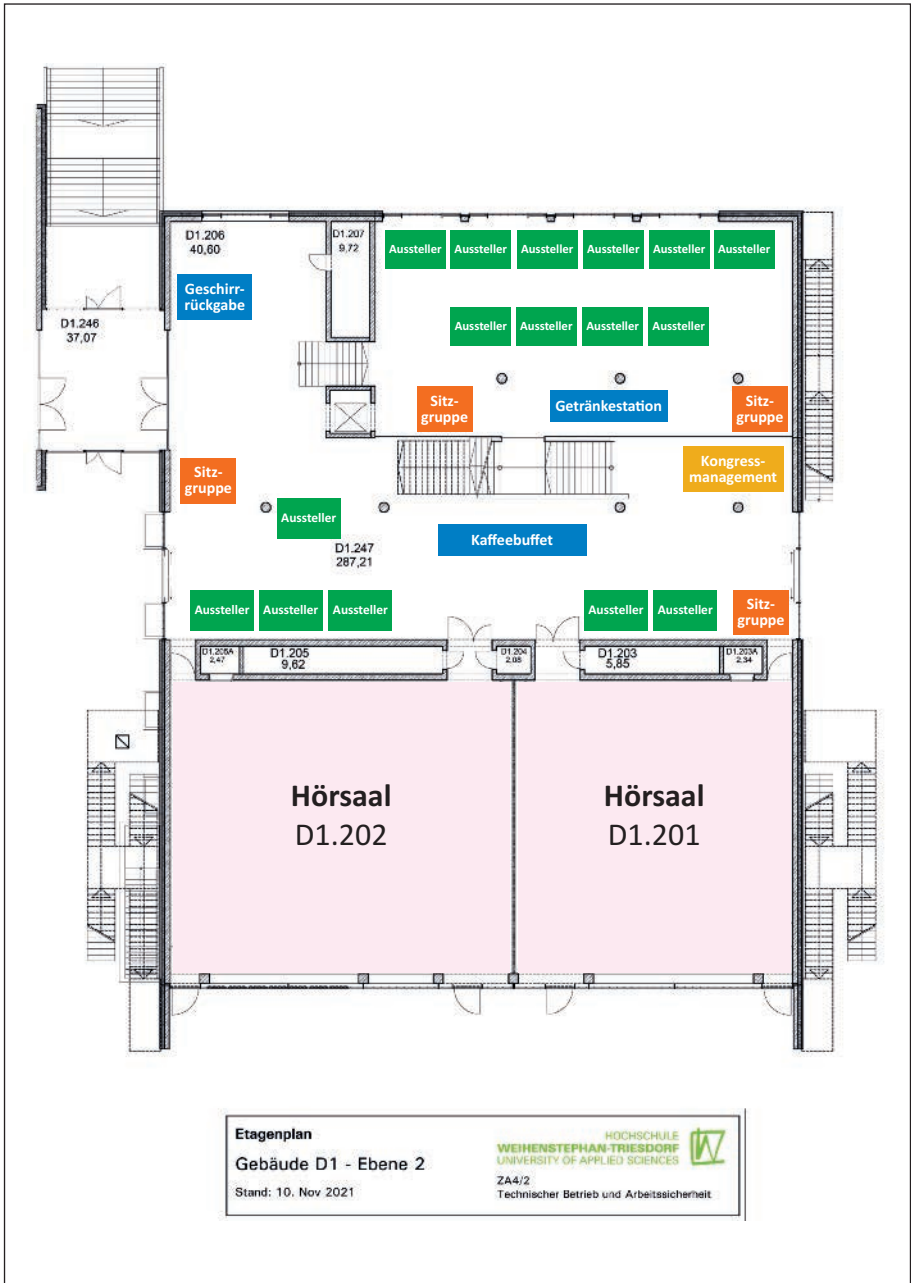 D1.206
40,60
D1.207
9,72
Aussteller
Aussteller
Aussteller
Aussteller
Aussteller
Aussteller
Geschirr-
rückgabe
D1.246
37,07
Aussteller
Aussteller
Aussteller
Aussteller
Sitz-
gruppe
Getränkestation
Sitz-
gruppe
Sitz-
gruppe
Kongress-
management
Aussteller
Kaffeebuffet
D1.247
287,21
Aussteller
Aussteller
Aussteller
Aussteller
Aussteller
Sitz-
gruppe
D1.205A
2,47
D1.205
9,62
D1.204
2,08
D1.203
5,85
D1.203A
2,34
Hörsaal
D1.202
Hörsaal
D1.201
Etagenplan
Gebäude D1 - Ebene 2
Stand: 10. Nov 2021
HOCHSCHULE
WEIHENSTEPHAN-TRIESDORF
UNIVERSITY OF APPLIED SCIENCES
ZA4/2
Technischer Betrieb und Arbeitssicherheit